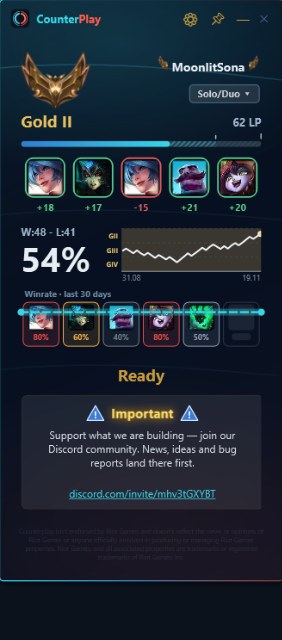 CounterPlay
MoonlitSona
Solo/Duo
Gold II
62 LP
+18 +17 -15 +21 +20
W:48 - L:41
54%
GII
GIII
GIV
31.08 19.11
Winrate · last 30 days
80% 60% 40% 80% 50%
Ready
Important
Support what we are building — join our
Discord community. News, ideas and bug
reports land there first.
discord.com/invite/mhv3tGXYBT